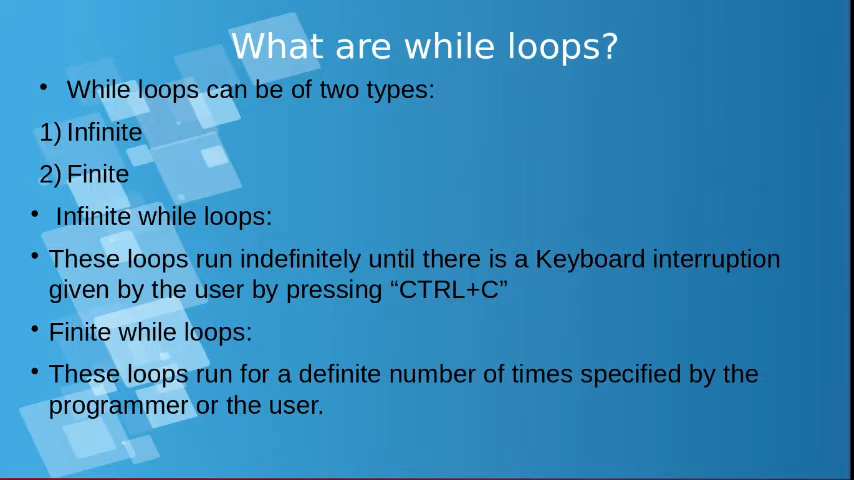 What are while loops?
• While loops can be of two types:
1) Infinite
2) Finite
• Infinite while loops:
• These loops run indefinitely until there is a Keyboard interruption
given by the user by pressing “CTRL+C”
• Finite while loops:
• These loops run for a definite number of times specified by the
programmer or the user.